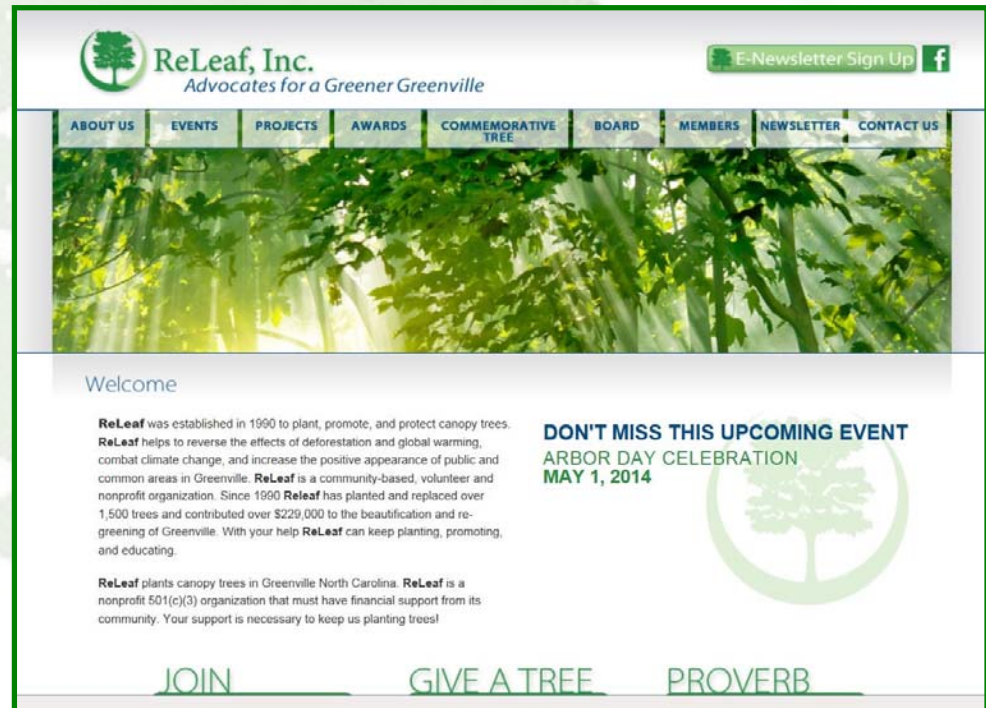 ReLeaf, Inc.
Advocates for a Greener Greenville
E-Newsletter Sign Up f
ABOUT US EVENTS PROJECTS AWARDS COMMEMORATIVE TREE BOARD MEMBERS NEWSLETTER CONTACT US
Welcome
ReLeaf was established in 1990 to plant, promote, and protect canopy trees.
ReLeaf helps to reverse the effects of deforestation and global warming,
combat climate change, and increase the positive appearance of public and
common areas in Greenville. ReLeaf is a community-based, volunteer and
nonprofit organization. Since 1990 Releaf has planted and replaced over
1,500 trees and contributed over $229,000 to the beautification and re-
greening of Greenville. With your help ReLeaf can keep planting, promoting,
and educating.
ReLeaf plants canopy trees in Greenville North Carolina. ReLeaf is a
nonprofit 501(c)(3) organization that must have financial support from its
community. Your support is necessary to keep us planting trees!
DON'T MISS THIS UPCOMING EVENT
ARBOR DAY CELEBRATION
MAY 1, 2014
JOIN GIVE A TREE PROVERB